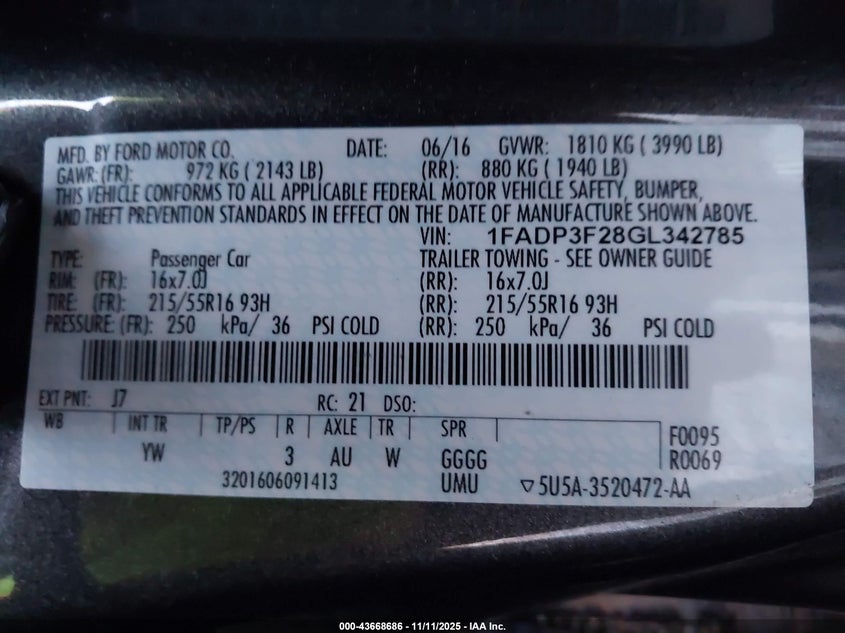 MFD. BY FORD MOTOR CO. DATE: 06/16 GVWR: 1810 KG ( 3990 LB)
GAWR: (FR): 972 KG ( 2143 LB) (RR): 880 KG ( 1940 LB)
THIS VEHICLE CONFORMS TO ALL APPLICABLE FEDERAL MOTOR VEHICLE SAFETY, BUMPER,
AND THEFT PREVENTION STANDARDS IN EFFECT ON THE DATE OF MANUFACTURE SHOWN ABOVE.
VIN: 1FADP3F28GL342785
TYPE: Passenger Car TRAILER TOWING - SEE OWNER GUIDE
RIM: (FR): 16x7.0J (RR): 16x7.0J
TIRE: (FR): 215/55R16 93H (RR): 215/55R16 93H
PRESSURE: (FR): 250 kPa/ 36 PSI COLD (RR): 250 kPa/ 36 PSI COLD
EXT PNT: J7 RC: 21 DSO:
WB INT TR TP/PS R AXLE TR SPR F0095
YW 3 AU W GGGG R0069
3201606091413 UMU ▽5U5A-3520472-AA
000-43668686 - 11/11/2025 - IAA Inc.